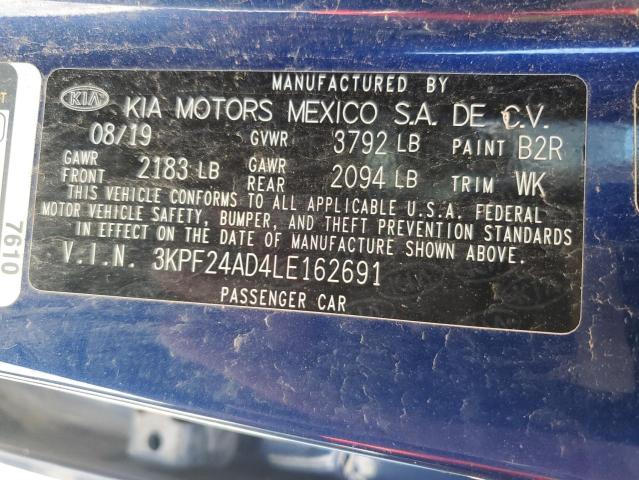 MANUFACTURED BY
KIA KIA MOTORS MEXICO S.A. DE C.V.
08/19 GVWR 3792 LB PAINT B2R
GAWR FRONT 2183 LB GAWR REAR 2094 LB TRIM WK
THIS VEHICLE CONFORMS TO ALL APPLICABLE U.S.A. FEDERAL
MOTOR VEHICLE SAFETY, BUMPER, AND THEFT PREVENTION STANDARDS
IN EFFECT ON THE DATE OF MANUFACTURE SHOWN ABOVE.
V.I.N. 3KPF24AD4LE162691
PASSENGER CAR
7610